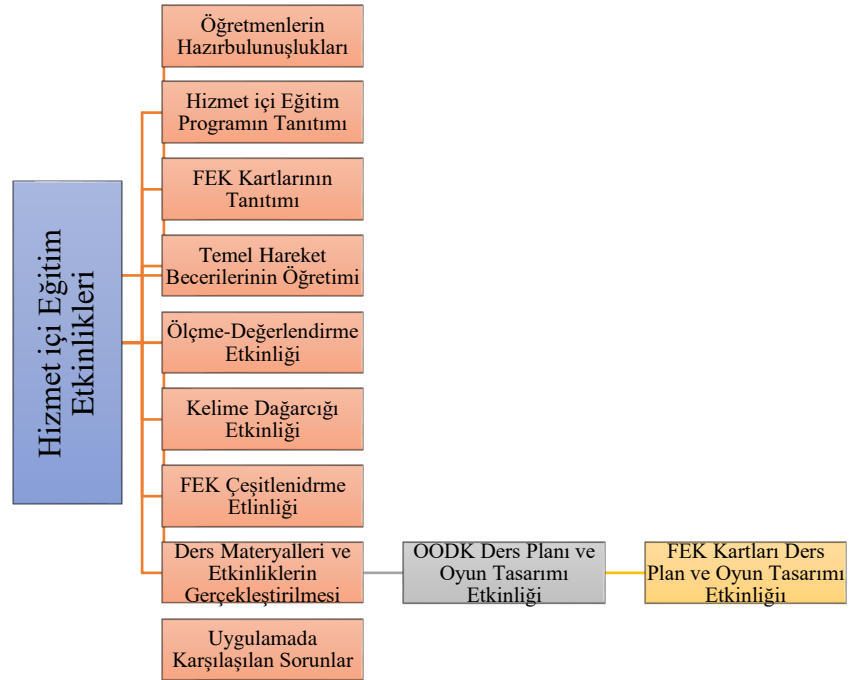 Hizmet içi Eğitim
Etkinlikleri
Öğretmenlerin
Hazırbulunuşlukları
Hizmet içi Eğitim
Programın Tanıtımı
FEK Kartlarının
Tanıtımı
Temel Hareket
Becerilerinin Öğretimi
Ölçme-Değerlendirme
Etkinliği
Kelime Dağarcığı
Etkinliği
FEK Çeşitlenidrme
Etlinliği
Ders Materyalleri ve
Etkinliklerin
Gerçekleştirilmesi
OODK Ders Planı ve
Oyun Tasarımı
Etkinliği
FEK Kartları Ders
Plan ve Oyun Tasarımı
Etkinliğiı
Uygulamada
Karşılaşılan Sorunlar